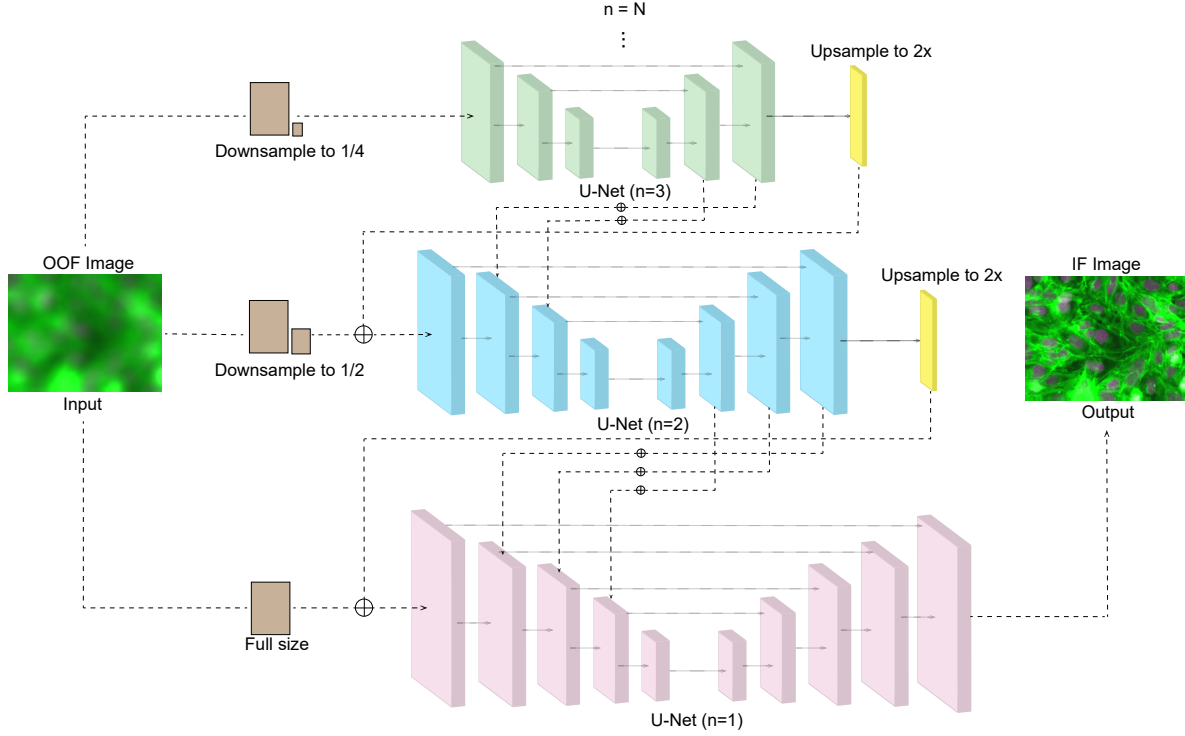 n = N
⋮
Upsample to 2x
Downsample to 1/4
U-Net (n=3)
OOF Image
Upsample to 2x
IF Image
Downsample to 1/2
Input
Output
U-Net (n=2)
Full size
U-Net (n=1)